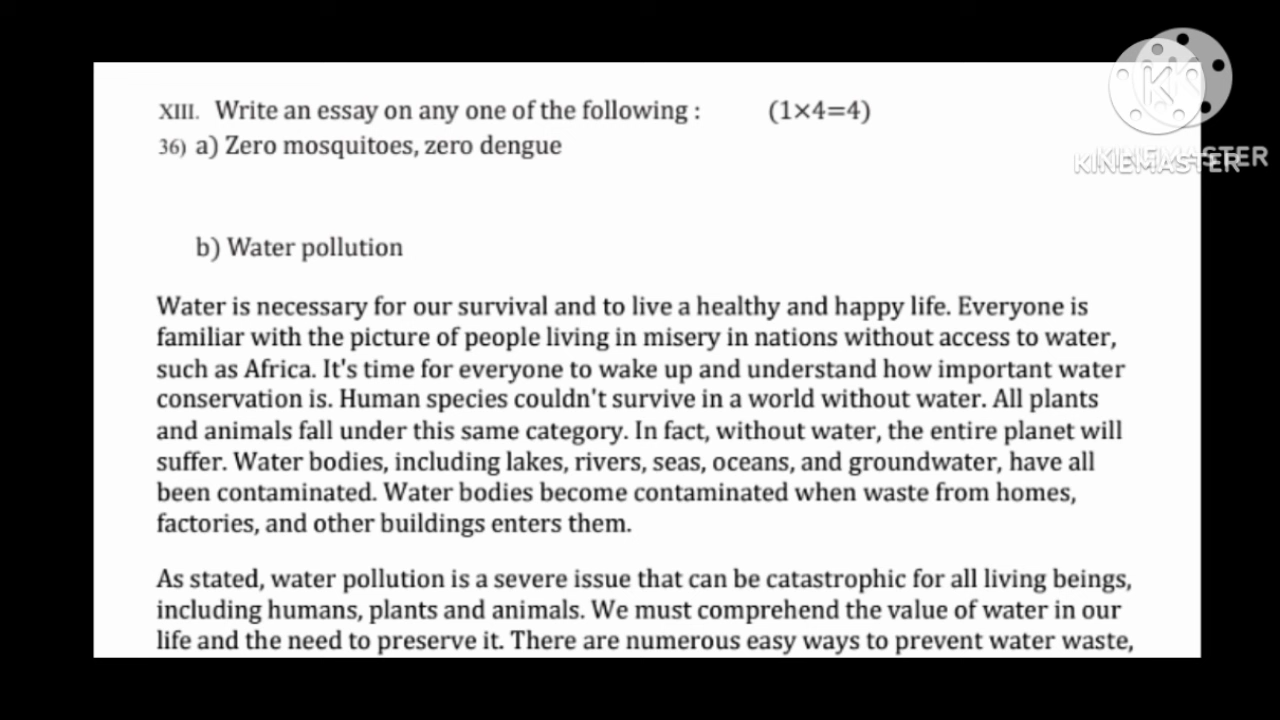 XIII. Write an essay on any one of the following : (1×4=4)
36) a) Zero mosquitoes, zero dengue
KINEMASTER
KINEMASTER
b) Water pollution
Water is necessary for our survival and to live a healthy and happy life. Everyone is
familiar with the picture of people living in misery in nations without access to water,
such as Africa. It's time for everyone to wake up and understand how important water
conservation is. Human species couldn't survive in a world without water. All plants
and animals fall under this same category. In fact, without water, the entire planet will
suffer. Water bodies, including lakes, rivers, seas, oceans, and groundwater, have all
been contaminated. Water bodies become contaminated when waste from homes,
factories, and other buildings enters them.
As stated, water pollution is a severe issue that can be catastrophic for all living beings,
including humans, plants and animals. We must comprehend the value of water in our
life and the need to preserve it. There are numerous easy ways to prevent water waste,